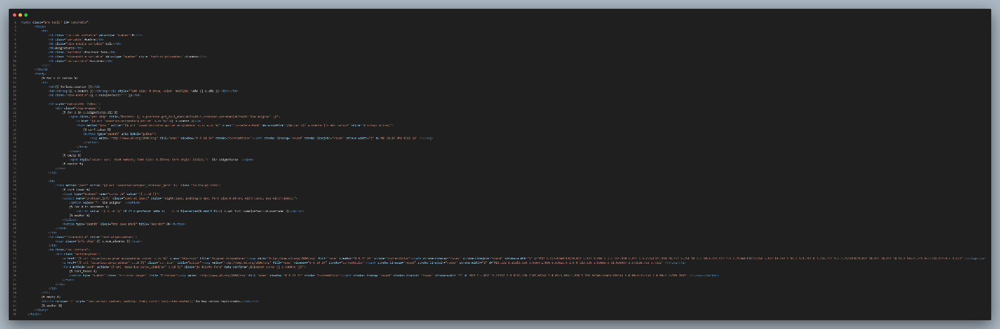 1 <table class="pro-table" id="dataTable">
2 <thead>
3 <tr>
4 <th class="col-idx sortable" data-type="number">#</th>
5 <th class="sortable">Nombre</th>
6 <th class="hide-mobile sortable">Sala</th>
7 <th>Asignaturas</th>
8 <th class="sortable">Profesor Jefe</th>
9 <th class="hide-mobile sortable" data-type="number" style="text-align:center;">Alumnos</th>
10 <th class="col-actions">Acciones</th>
11 </tr>
12 </thead>
13 <tbody>
14 {% for c in cursos %}
15 <tr>
16 <td>{{ forloop.counter }}</td>
17 <td><strong>{{ c.nombre }}</strong><div style="font-size: 0.8rem; color: #6b7280;">Año {{ c.año }}</div></td>
18 <td class="hide-mobile">{{ c.sala|default:"-" }}</td>
19
20 <td style="max-width: 350px;">
21 <div class="chip-wrapper">
22 {% for a in c.asignaturas.all %}
23 <span class="pro-chip" title="Docente: {{ a.profesor.get_full_name|default:a.profesor.username|default:'Sin asignar' }}">
24 <a href="{% url 'usuarios:asignatura_editar' a.id %}">{{ a.nombre }}</a>
25 <form method="post" action="{% url 'usuarios:curso_quitar_asignatura' c.id a.id %}" class="js-delete-form" data-confirm="¿Quitar «{{ a.nombre }}» del curso?" style="display: inline;">
26 {% csrf_token %}
27 <button type="submit" aria-label="Quitar">
28 <svg xmlns="http://www.w3.org/2000/svg" fill="none" viewBox="0 0 24 24" stroke="currentColor"><path stroke-linecap="round" stroke-linejoin="round" stroke-width="2" d="M6 18L18 6M6 6l12 12" /></svg>
29 </button>
30 </form>
31 </span>
32 {% empty %}
33 <span style="color: var(--text-muted); font-size: 0.85rem; font-style: italic;"> Sin asignaturas </span>
34 {% endfor %}
35 </div>
36 </td>
37
38 <td>
39 <form method="post" action="{% url 'usuarios:asignar_profesor_jefe' %}" class="inline-pj-form">
40 {% csrf_token %}
41 <input type="hidden" name="curso_id" value="{{ c.id }}">
42 <select name="profesor_jefe" class="control-input" style="height:32px; padding:0 8px; font-size:0.85rem; width:auto; max-width:160px;">
43 <option value=""> Sin asignar </option>
44 {% for d in docentes %}
45 <option value="{{ d.id }}" {% if c.profesor_jefe_id == d.id %}selected{% endif %}>{{ d.get_full_name|default:d.username }}</option>
46 {% endfor %}
47 </select>
48 <button type="submit" class="btn-save-mini" title="Guardar">OK</button>
49 </form>
50 </td>
51 <td class="hide-mobile" style="text-align:center;">
52 <span class="info-chip">{{ c.num_alumnos }}</span>
53 </td>
54 <td class="col-actions">
55 <div class="action-group">
56 <a href="{% url 'usuarios:asignar_asignaturas_curso' c.id %}" class="btn-icon" title="Asignar Asignaturas"><svg xmlns="http://www.w3.org/2000/svg" fill="none" viewBox="0 0 24 24" stroke="currentColor"><path stroke-linecap="round" stroke-linejoin="round" stroke-width="2" /></svg></a>
57 <a href="{% url 'usuarios:curso_editar' c.id %}" class="btn-icon" title="Editar"><svg xmlns="http://www.w3.org/2000/svg" fill="none" viewBox="0 0 24 24" stroke="currentColor"><path stroke-linecap="round" stroke-linejoin="round" stroke-width="2" /></svg></a>
58 <form method="post" action="{% url 'usuarios:curso_eliminar' c.id %}" class="js-delete-form" data-confirm="¿Eliminar curso {{ c.nombre }}?">
59 {% csrf_token %}
60 <button type="submit" class="btn-icon danger" title="Eliminar"><svg xmlns="http://www.w3.org/2000/svg" fill="none" viewBox="0 0 24 24" stroke="currentColor"><path stroke-linecap="round" stroke-linejoin="round" stroke-width="2" /></svg></button>
61 </form>
62 </div>
63 </td>
64 </tr>
65 {% empty %}
66 <tr><td colspan="7" style="text-align: center; padding: 2rem; color: var(--text-muted);">No hay cursos registrados.</td></tr>
67 {% endfor %}
68 </tbody>
69 </table>